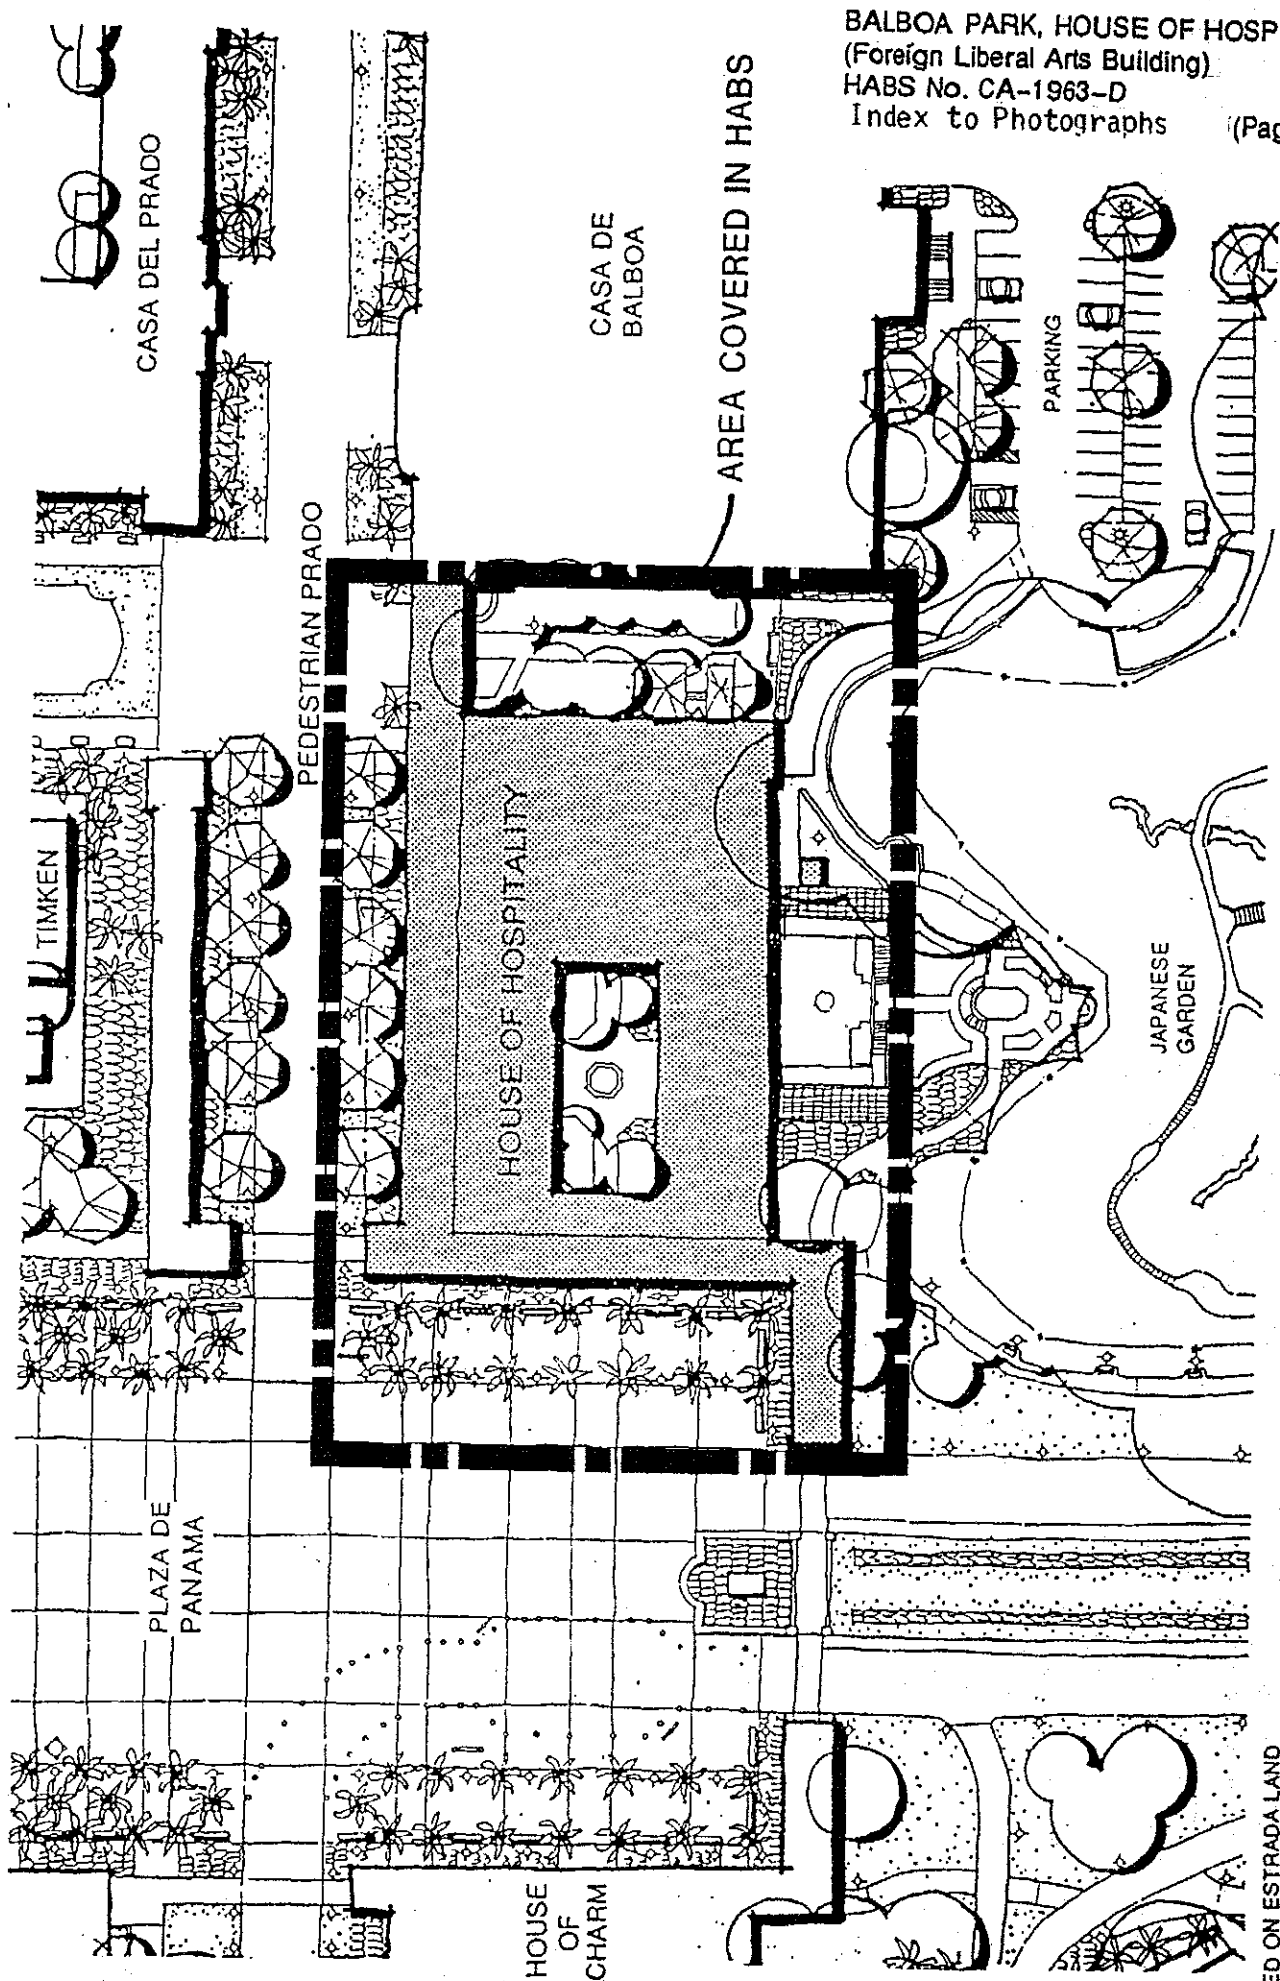 BALBOA PARK, HOUSE OF HOSP
(Foreign Liberal Arts Building)
HABS No. CA-1963-D
Index to Photographs (Pag
CASA DEL PRADO
AREA COVERED IN HABS
CASA DE
BALBOA
PARKING
PEDESTRIAN PRADO
TIMKEN
HOUSE OF HOSPITALITY
JAPANESE
GARDEN
PLAZA DE
PANAMA
HOUSE
OF
CHARM
ED ON ESTRADA LAND